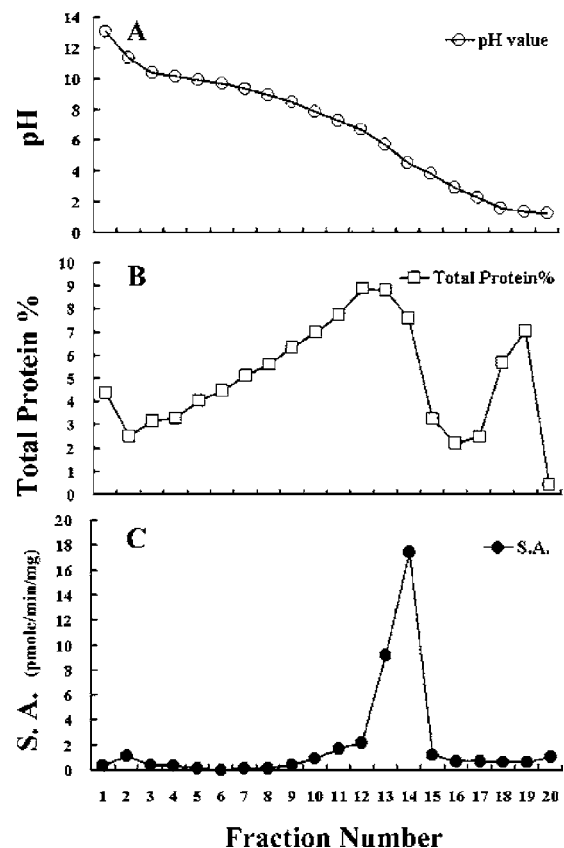 14
12
10
8
6
4
2
0
pH
A
pH value
10
9
8
7
6
5
4
3
2
1
0
Total Protein %
B
Total Protein%
20
18
16
14
12
10
8
6
4
2
0
S. A. (pmole/min/mg)
C
S.A.
1 2 3 4 5 6 7 8 9 10 11 12 13 14 15 16 17 18 19 20
Fraction Number